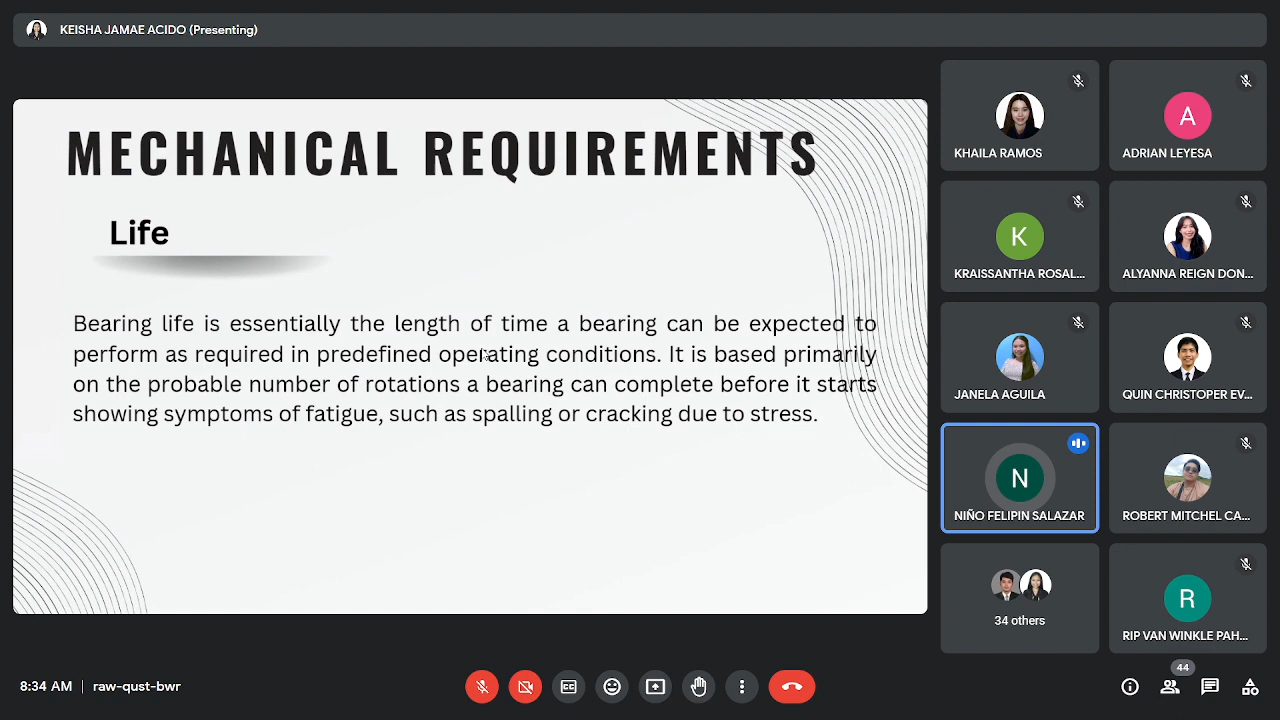 KEISHA JAMAE ACIDO (Presenting)
MECHANICAL REQUIREMENTS
Life
Bearing life is essentially the length of time a bearing can be expected to
perform as required in predefined operating conditions. It is based primarily
on the probable number of rotations a bearing can complete before it starts
showing symptoms of fatigue, such as spalling or cracking due to stress.
KHAILA RAMOS
A
ADRIAN LEYESA
K
KRAISSANTHA ROSAL...
ALYANNA REIGN DON...
JANELA AGUILA
QUIN CHRISTOPER EV...
N
NIÑO FELIPIN SALAZAR
ROBERT MITCHEL CA...
34 others
R
RIP VAN WINKLE PAH...
8:34 AM | raw-qust-bwr
44